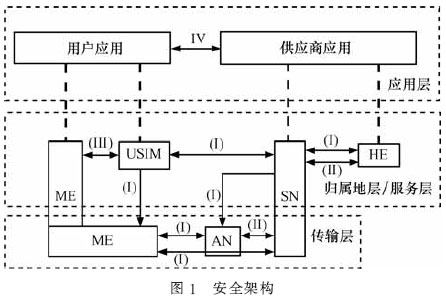 用户应用
IV
供应商应用
应用层
(III)
USIM
(I)
(I)
(II)
HE
ME
(I)
(I)
SN
归属地层/服务层
ME
(I)
AN
(II)
传输层
(I)
图1 安全架构